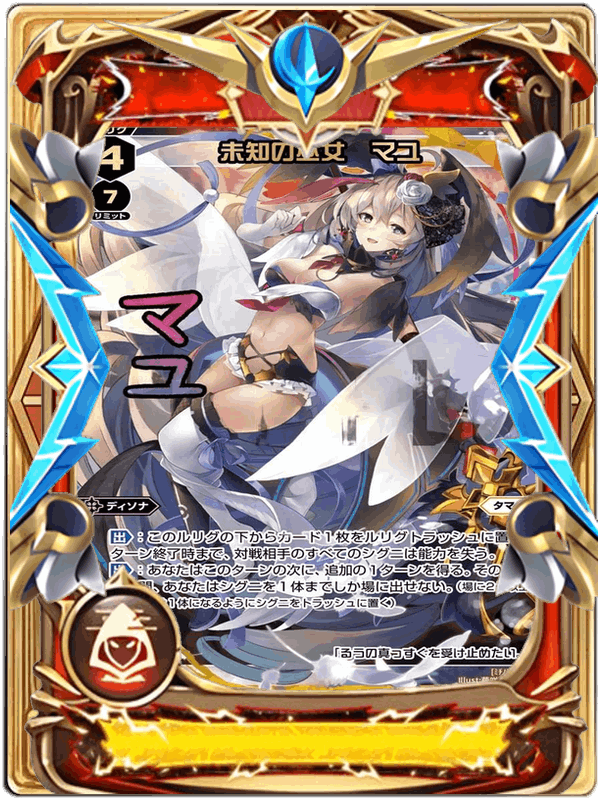 4
未知の巫女 マユ
7
リミット
マユ
ディソナ
タマ
出：このルリグの下からカード１枚をルリグトラッシュに置
ターン終了時まで、対戦相手のすべてのシグニは能力を失う。
出：あなたはこのターンの次に、追加の１ターンを得る。その
、あなたはシグニを１体までしか場に出せない。(場に2
１体になるようにシグニをトラッシュに置く)
「るうの真っすぐを受け止めたい
Illust